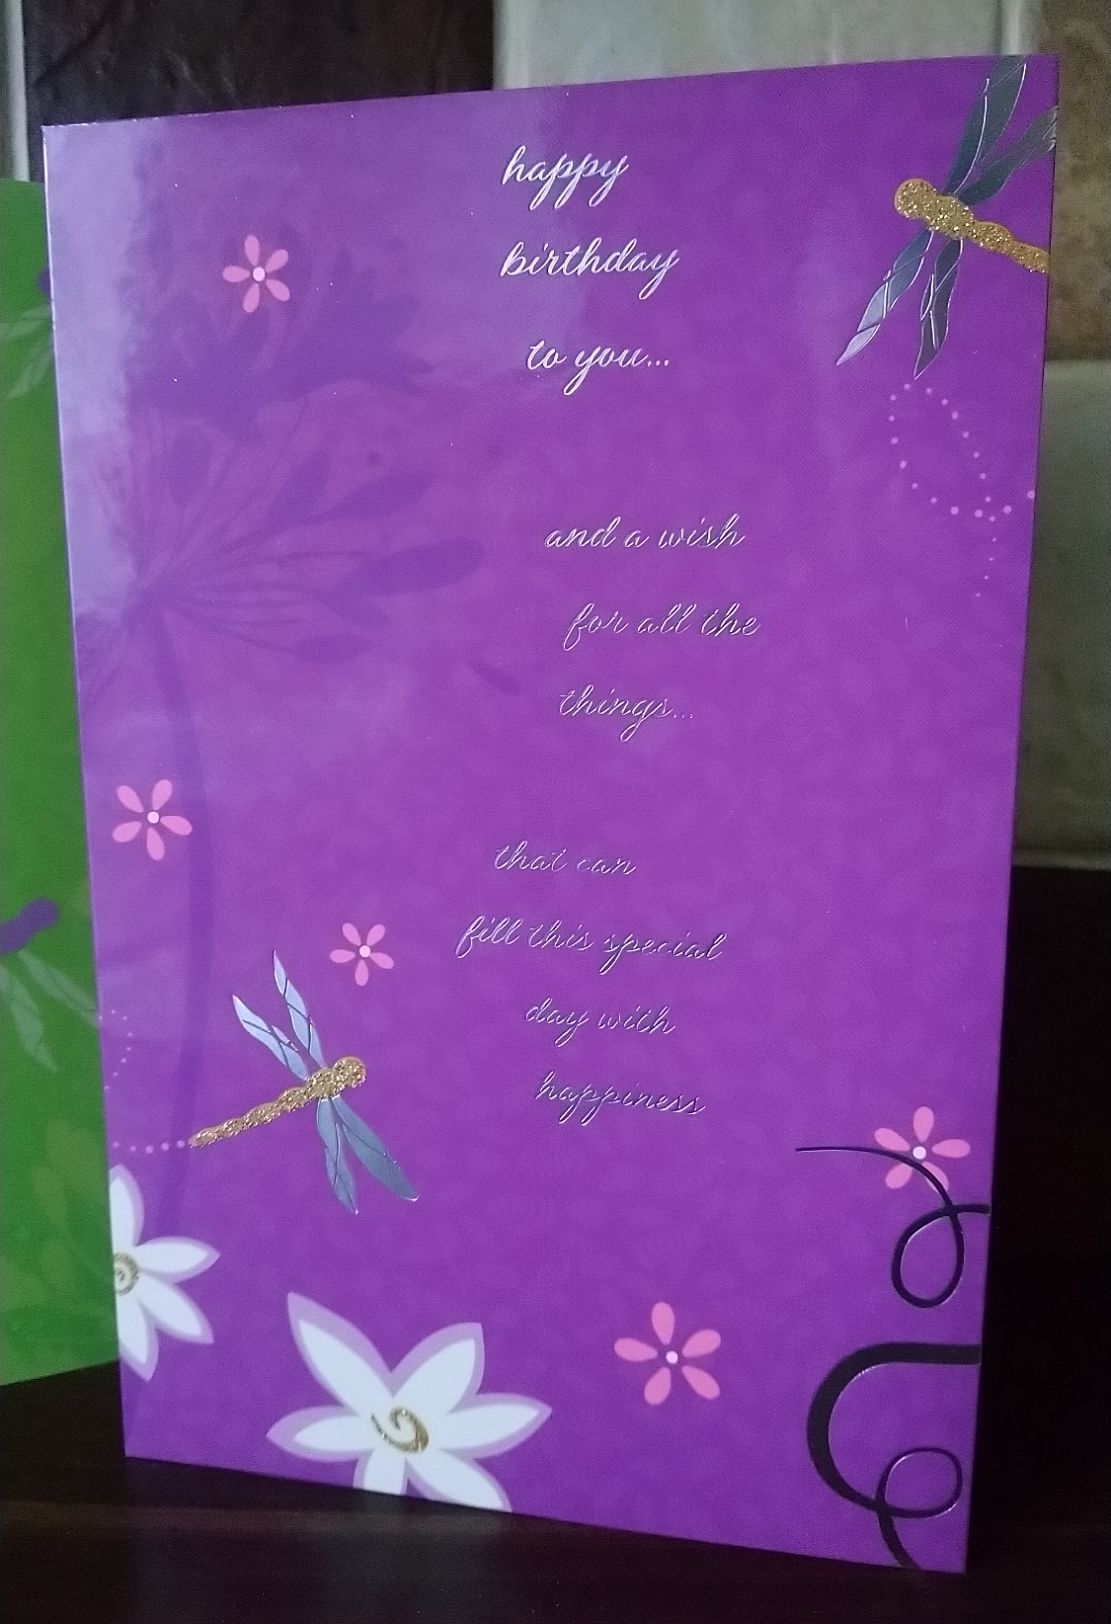 happy
birthday
to you...
and a wish
for all the
things...
that can
fill this special
day with
happiness